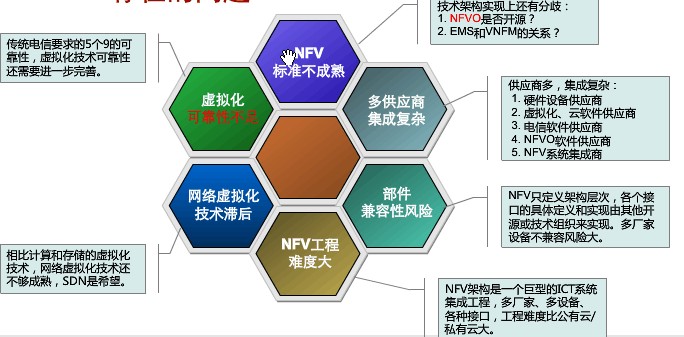 存在的问题
技术架构实现上还有分歧：
1. NFVO是否开源？
2. EMS和VNFM的关系？
传统电信要求的5个9的可
靠性，虚拟化技术可靠性
还需要进一步完善。
NFV
标准不成熟
虚拟化
可靠性不足
多供应商
集成复杂
供应商多，集成复杂：
1. 硬件设备供应商
2. 虚拟化、云软件供应商
3. 电信软件供应商
4. NFVO软件供应商
5. NFV系统集成商
网络虚拟化
技术滞后
部件
兼容性风险
NFV只定义架构层次，各个接
口的具体定义和实现由其他开
源或技术组织来实现。多厂家
设备不兼容风险大。
NFV工程
难度大
相比计算和存储的虚拟化
技术，网络虚拟化技术还
不够成熟，SDN是希望。
NFV架构是一个巨型的ICT系统
集成工程，多厂家、多设备、
各种接口，工程难度比公有云/
私有云大。